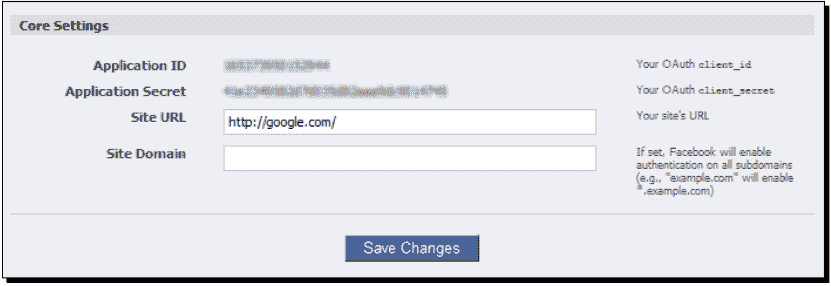 Core Settings
Application ID
Your OAuth client_id
Application Secret
Your OAuth client_secret
Site URL
http://google.com/
Your site's URL
Site Domain
If set, Facebook will enable
authentication on all subdomains
(e.g., "example.com" will enable
*.example.com)
Save Changes